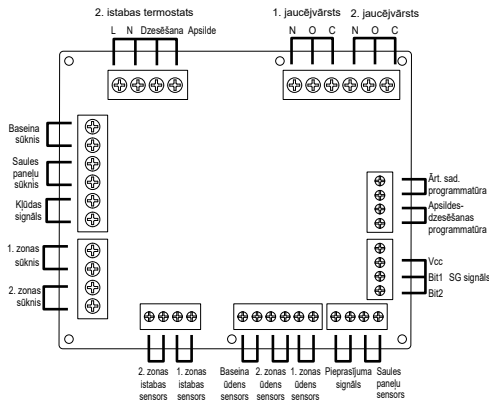 2. istabas termostats
L N Dzesēšana Apsilde
1. jaucējvārsts 2. jaucējvārsts
N O C N O C
Baseina
sūknis
Saules
paneļu
sūknis
Kļūdas
signāls
1. zonas
sūknis
2. zonas
sūknis
Ārt. sad.
programmatūra
Apsildes-
dzesēšanas
programmatūra
Vcc
Bit1 SG signāls
Bit2
2. zonas
istabas
sensors
1. zonas
istabas
sensors
Baseina
ūdens
sensors
2. zonas
ūdens
sensors
1. zonas
ūdens
sensors
Pieprasījuma
signāls
Saules
paneļu
sensors